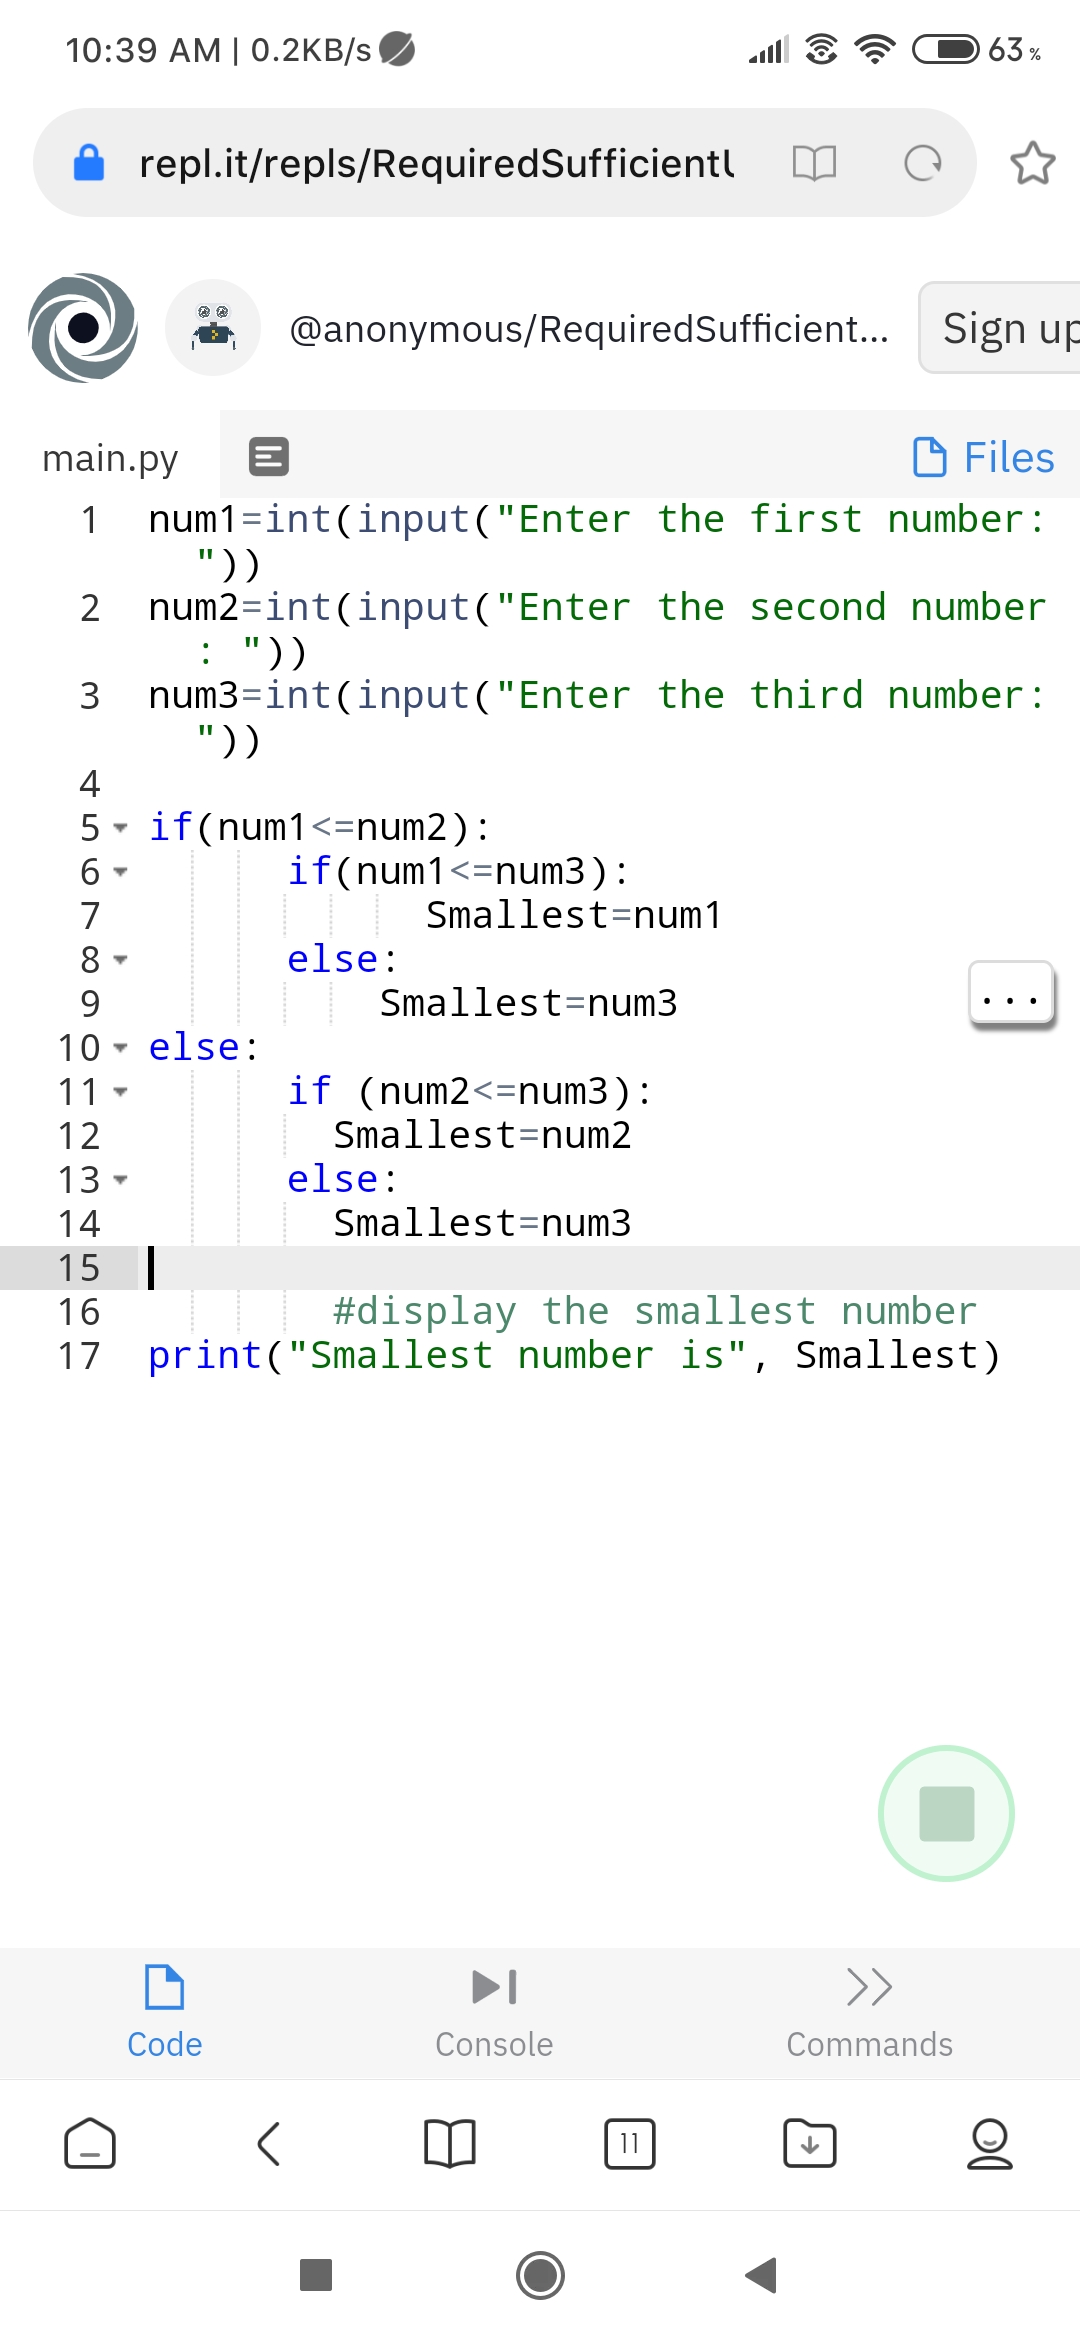 10:39 AM | 0.2KB/s 63 %
repl.it/repls/RequiredSufficientU
@anonymous/RequiredSufficient... Sign up
main.py Files
1 num1=int(input("Enter the first number:
"))
2 num2=int(input("Enter the second number
: "))
3 num3=int(input("Enter the third number:
"))
4
5 if(num1<=num2):
6 if(num1<=num3):
7 Smallest=num1
8 else:
9 Smallest=num3
...
10 else:
11 if (num2<=num3):
12 Smallest=num2
13 else:
14 Smallest=num3
15
16 #display the smallest number
17 print("Smallest number is", Smallest)
Code Console Commands
11